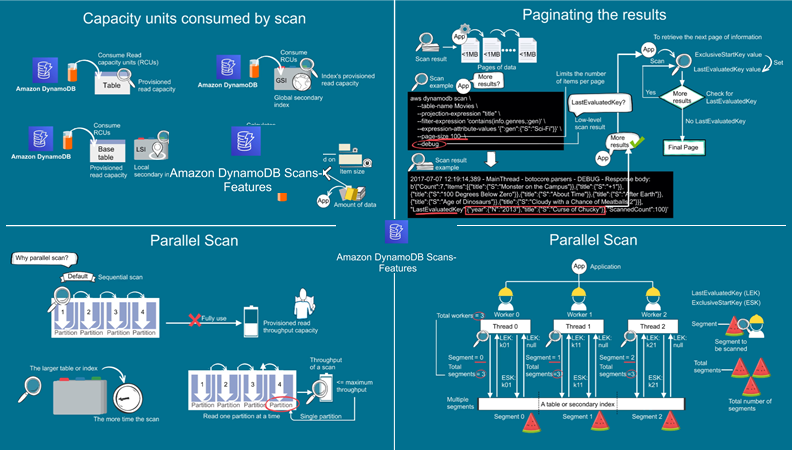 Capacity units consumed by scan
Consume Read
capacity units (RCUs)
Amazon DynamoDB
Table
Provisioned
read capacity
Consume
RCUs
Amazon DynamoDB
GSI
Index's provisioned
read capacity
Global secondary
index
Consume
RCUs
Amazon DynamoDB
Base
table
LSI
Provisioned
read capacity
Local
secondary in
Amazon DynamoDB Scans-
Features
d on
Item size
App
Amount of data
Paginating the results
Scan result
App
<1MB
<1MB
<1MB
Pages of data
Scan
example
App
More
results?
Limits the number
of items per page
aws dynamodb scan \
--table-name Movies \
--projection-expression "title" \
--filter-expression 'contains(info.genres,:gen)' \
--expression-attribute-values '{":gen":{"S":"Sci-Fi"}}' \
--page-size 100 \
--debug
LastEvaluatedKey?
Low-level
scan result
More
results
App
Scan result
example
2017-07-07 12:19:14,389 - MainThread - botocore.parsers - DEBUG - Response body:
b'{"Count":7,"Items":[{"title":{"S":"Monster on the Campus"}},{"title":{"S":"+1"}},
{"title":{"S":"100 Degrees Below Zero"}},{"title":{"S":"About Time"}},{"title":{"S":"After Earth"}},
{"title":{"S":"Age of Dinosaurs"}},{"title":{"S":"Cloudy with a Chance of Meatballs 2"}}],
"LastEvaluatedKey":{"year":{"N":"2013"},"title":{"S":"Curse of Chucky"}},"ScannedCount":100}'
To retrieve the next page of information
App
Scan
ExclusiveStartKey value
LastEvaluatedKey value
Set
Yes
More
results
Check for
LastEvaluatedKey
No LastEvaluatedKey
Final Page
Amazon DynamoDB Scans-
Features
Parallel Scan
Why parallel scan?
Default
Sequential scan
1
2
3
4
Partition
Partition
Partition
Partition
Fully use
Provisioned read
throughput capacity
The larger table or index
The more time the scan
1
2
3
4
Partition
Partition
Partition
Partition
Read one partition at a time
Single partition
Throughput
of a scan
<= maximum
throughput
Parallel Scan
App
Application
Total workers = 3
Worker 0
Worker 1
Worker 2
Thread 0
Thread 1
Thread 2
LEK:
k01
LEK:
null
LEK:
k11
LEK:
null
LEK:
k21
LEK:
null
Segment = 0
Total
segments=3
Segment = 1
Total
segments=3
Segment = 2
Total
segments=3
ESK:
k01
ESK:
k11
ESK:
k21
Multiple
segments
A table or secondary index
Segment 0
Segment 1
Segment 2
LastEvaluatedKey (LEK)
ExclusiveStartKey (ESK)
Segment
Segment to
be scanned
Total
segments
Total number of
segments